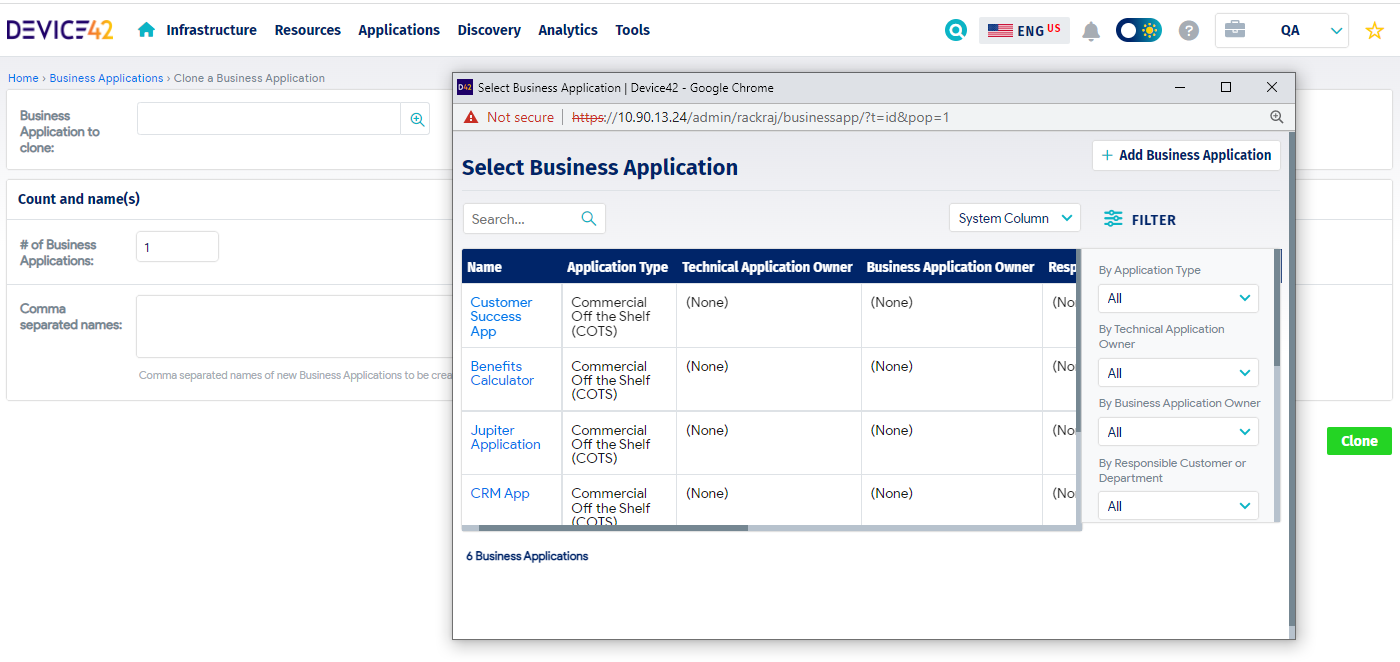 DEVICE42
Infrastructure Resources Applications Discovery Analytics Tools
ENG US
QA
Home › Business Applications › Clone a Business Application
Business
Application to
clone:
Count and name(s)
# of Business
Applications:
1
Comma
separated names:
Comma separated names of new Business Applications to be crea
Clone
D42 Select Business Application | Device42 - Google Chrome
Not secure https://10.90.13.24/admin/rackraj/businessapp/?t=id&pop=1
Select Business Application
+ Add Business Application
Search...
System Column
FILTER
Name Application Type Technical Application Owner Business Application Owner Resp
Customer
Success
App
Commercial
Off the Shelf
(COTS)
(None)
(None)
(No
Benefits
Calculator
Commercial
Off the Shelf
(COTS)
(None)
(None)
(No
Jupiter
Application
Commercial
Off the Shelf
(COTS)
(None)
(None)
(No
CRM App
Commercial
Off the Shelf
(COTS)
(None)
(None)
(No
6 Business Applications
By Application Type
All
By Technical Application
Owner
All
By Business Application Owner
All
By Responsible Customer or
Department
All